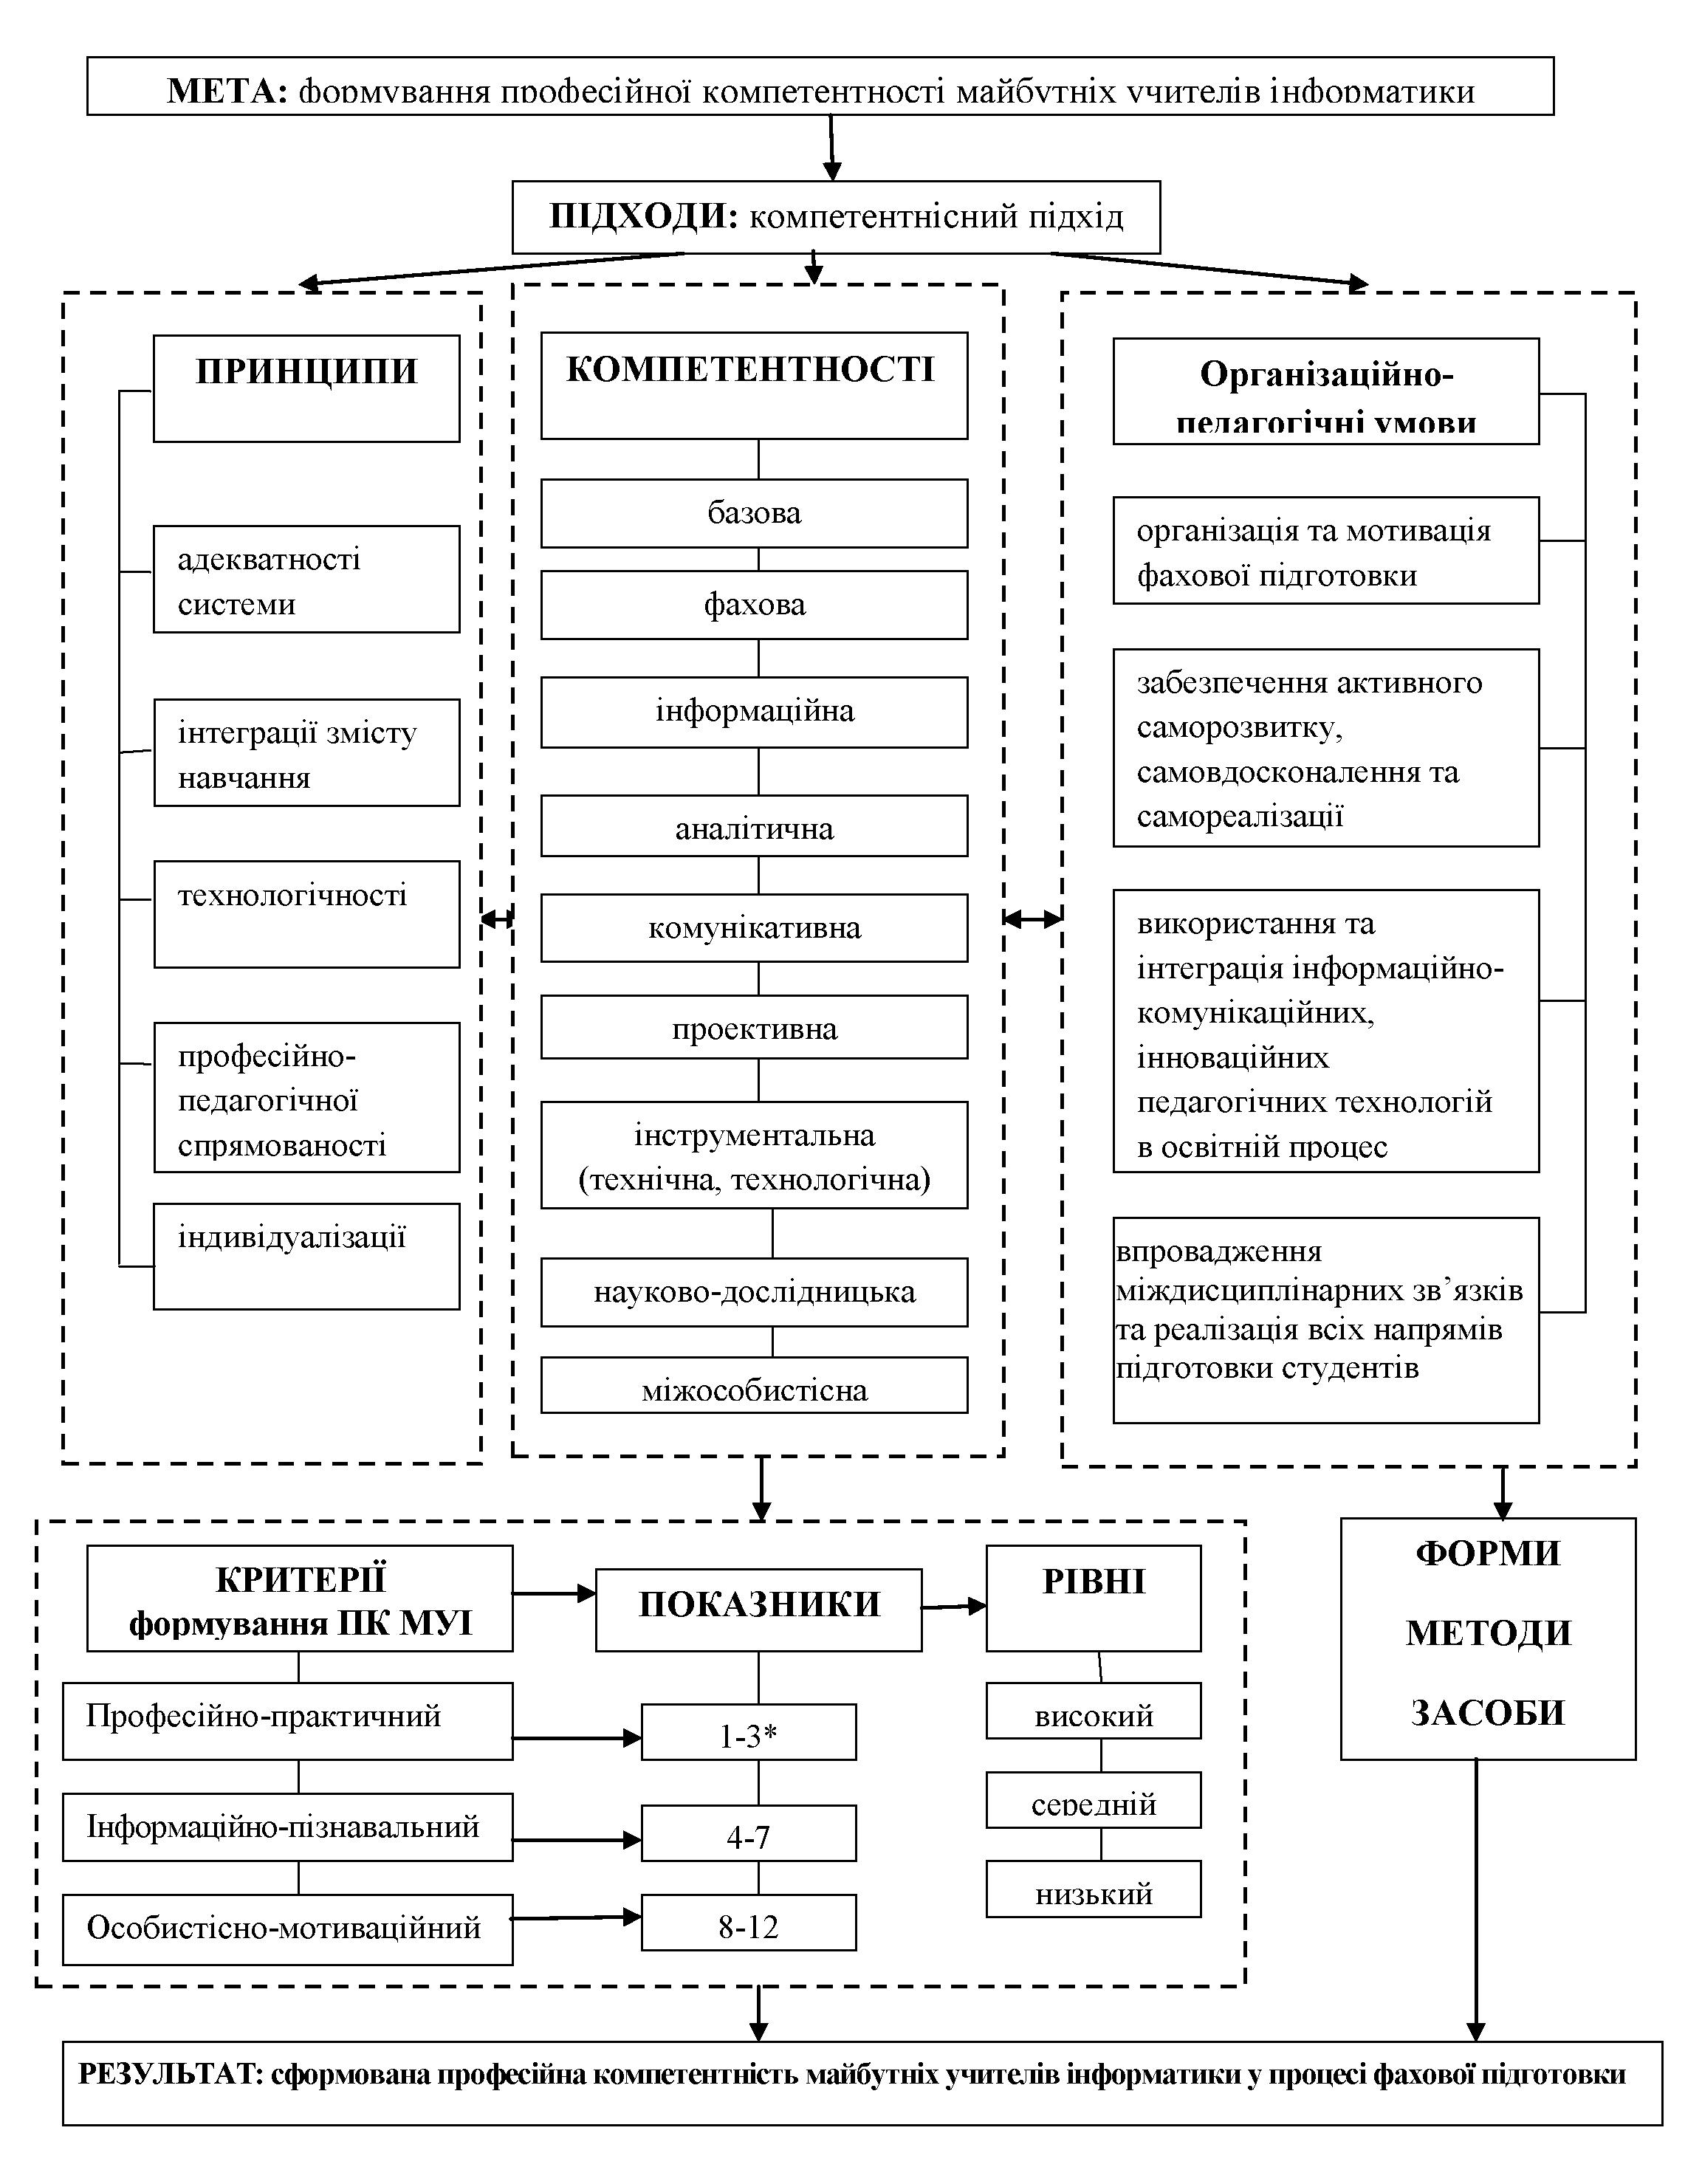 МЕТА: формування професійної компетентності майбутніх учителів інформатики
ПІДХОДИ: компетентнісний підхід
ПРИНЦИПИ
адекватності
системи
інтеграції змісту
навчання
технологічності
професійно-
педагогічної
спрямованості
індивідуалізації
КОМПЕТЕНТНОСТІ
базова
фахова
інформаційна
аналітична
комунікативна
проективна
інструментальна
(технічна, технологічна)
науково-дослідницька
міжособистісна
Організаційно-
педагогічні умови
організація та мотивація
фахової підготовки
забезпечення активного
саморозвитку,
самовдосконалення та
самореалізації
використання та
інтеграція інформаційно-
комунікаційних,
інноваційних
педагогічних технологій
в освітній процес
впровадження
міждисциплінарних зв’язків
та реалізація всіх напрямів
підготовки студентів
КРИТЕРІЇ
формування ПК МУІ
Професійно-практичний
Інформаційно-пізнавальний
Особистісно-мотиваційний
ПОКАЗНИКИ
1-3*
4-7
8-12
РІВНІ
високий
середній
низький
ФОРМИ
МЕТОДИ
ЗАСОБИ
РЕЗУЛЬТАТ: сформована професійна компетентність майбутніх учителів інформатики у процесі фахової підготовки